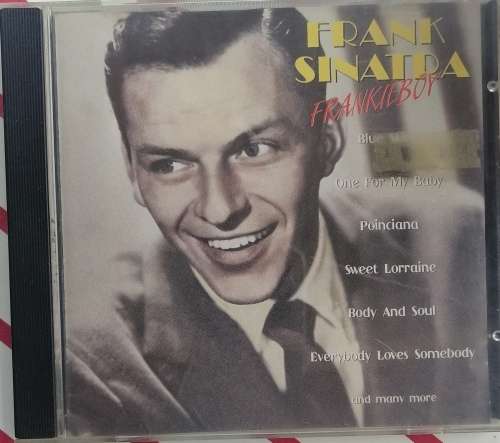 FRANK
SINATRA
FRANKIEBOY
Blue
One For My Baby
Poinciana
Sweet Lorraine
Body And Soul
Everybody Loves Somebody
and many more